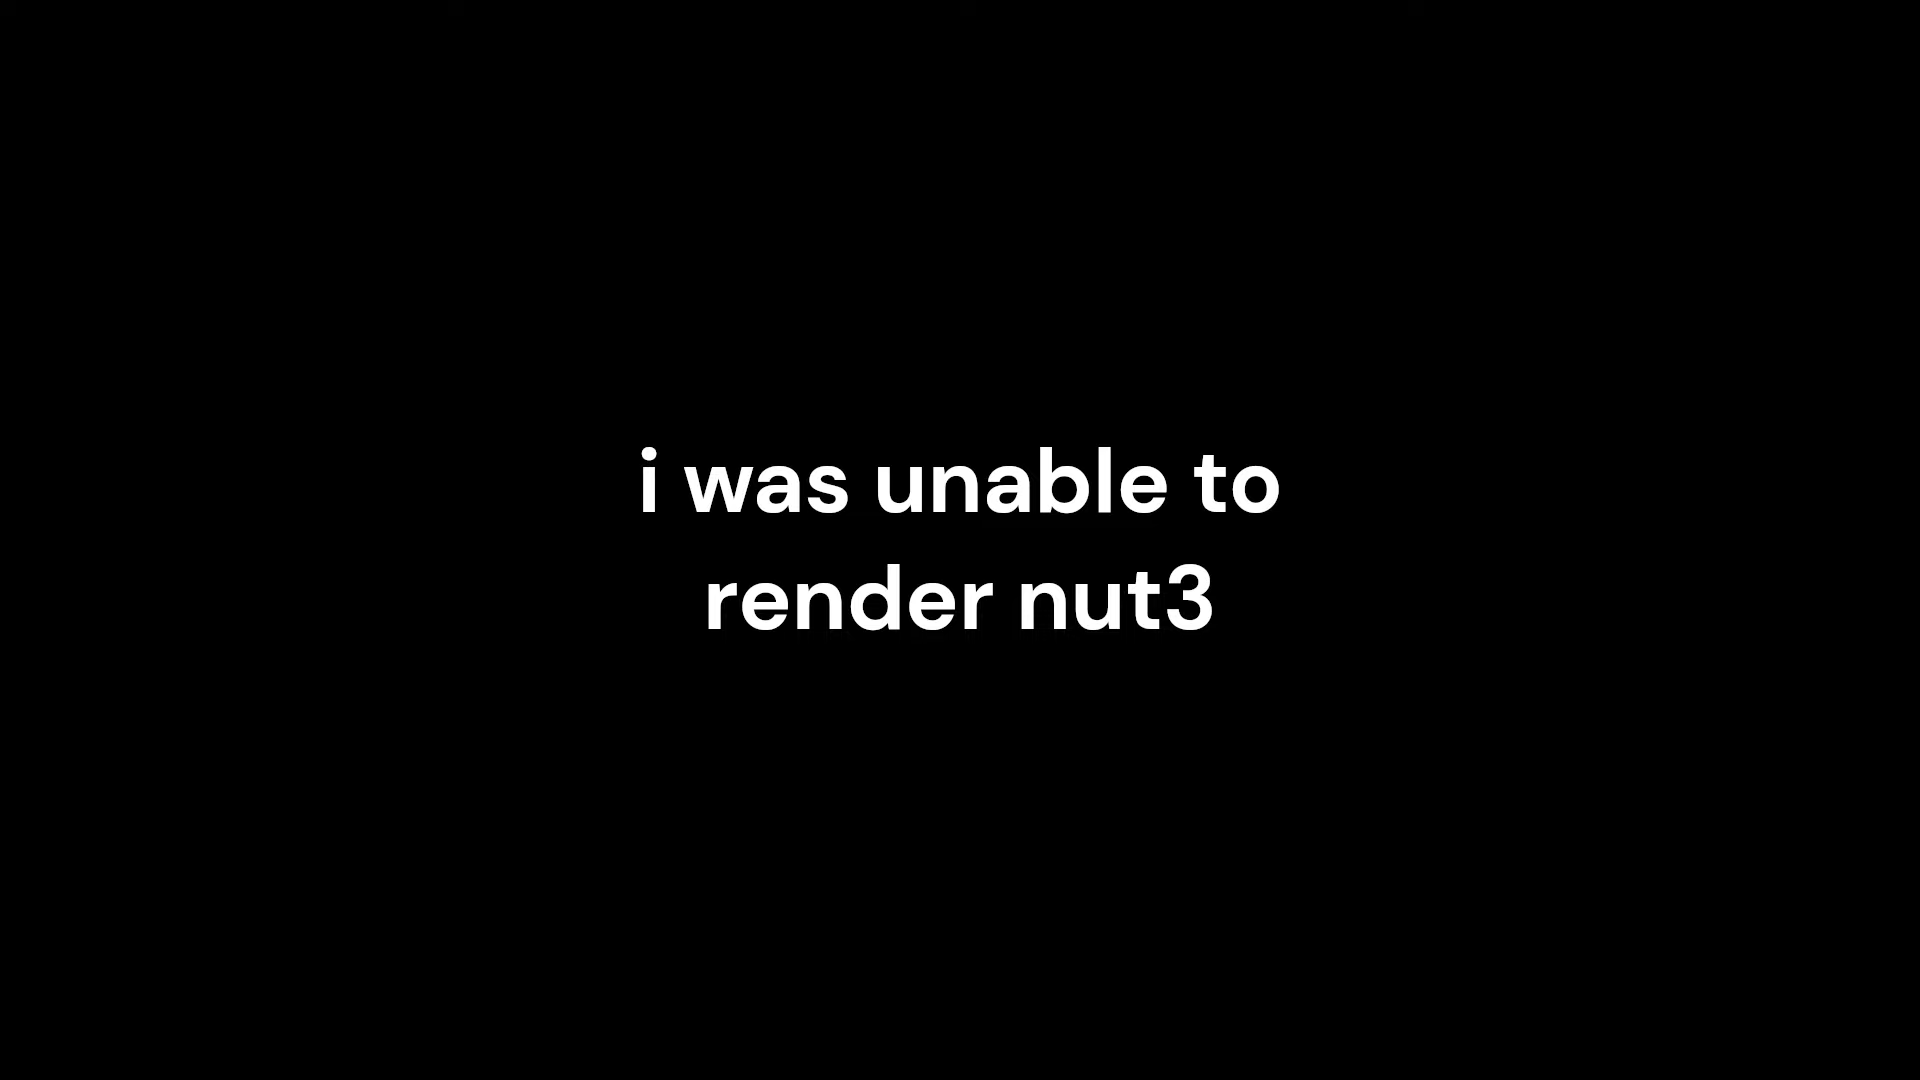 i was unable to
render nut3